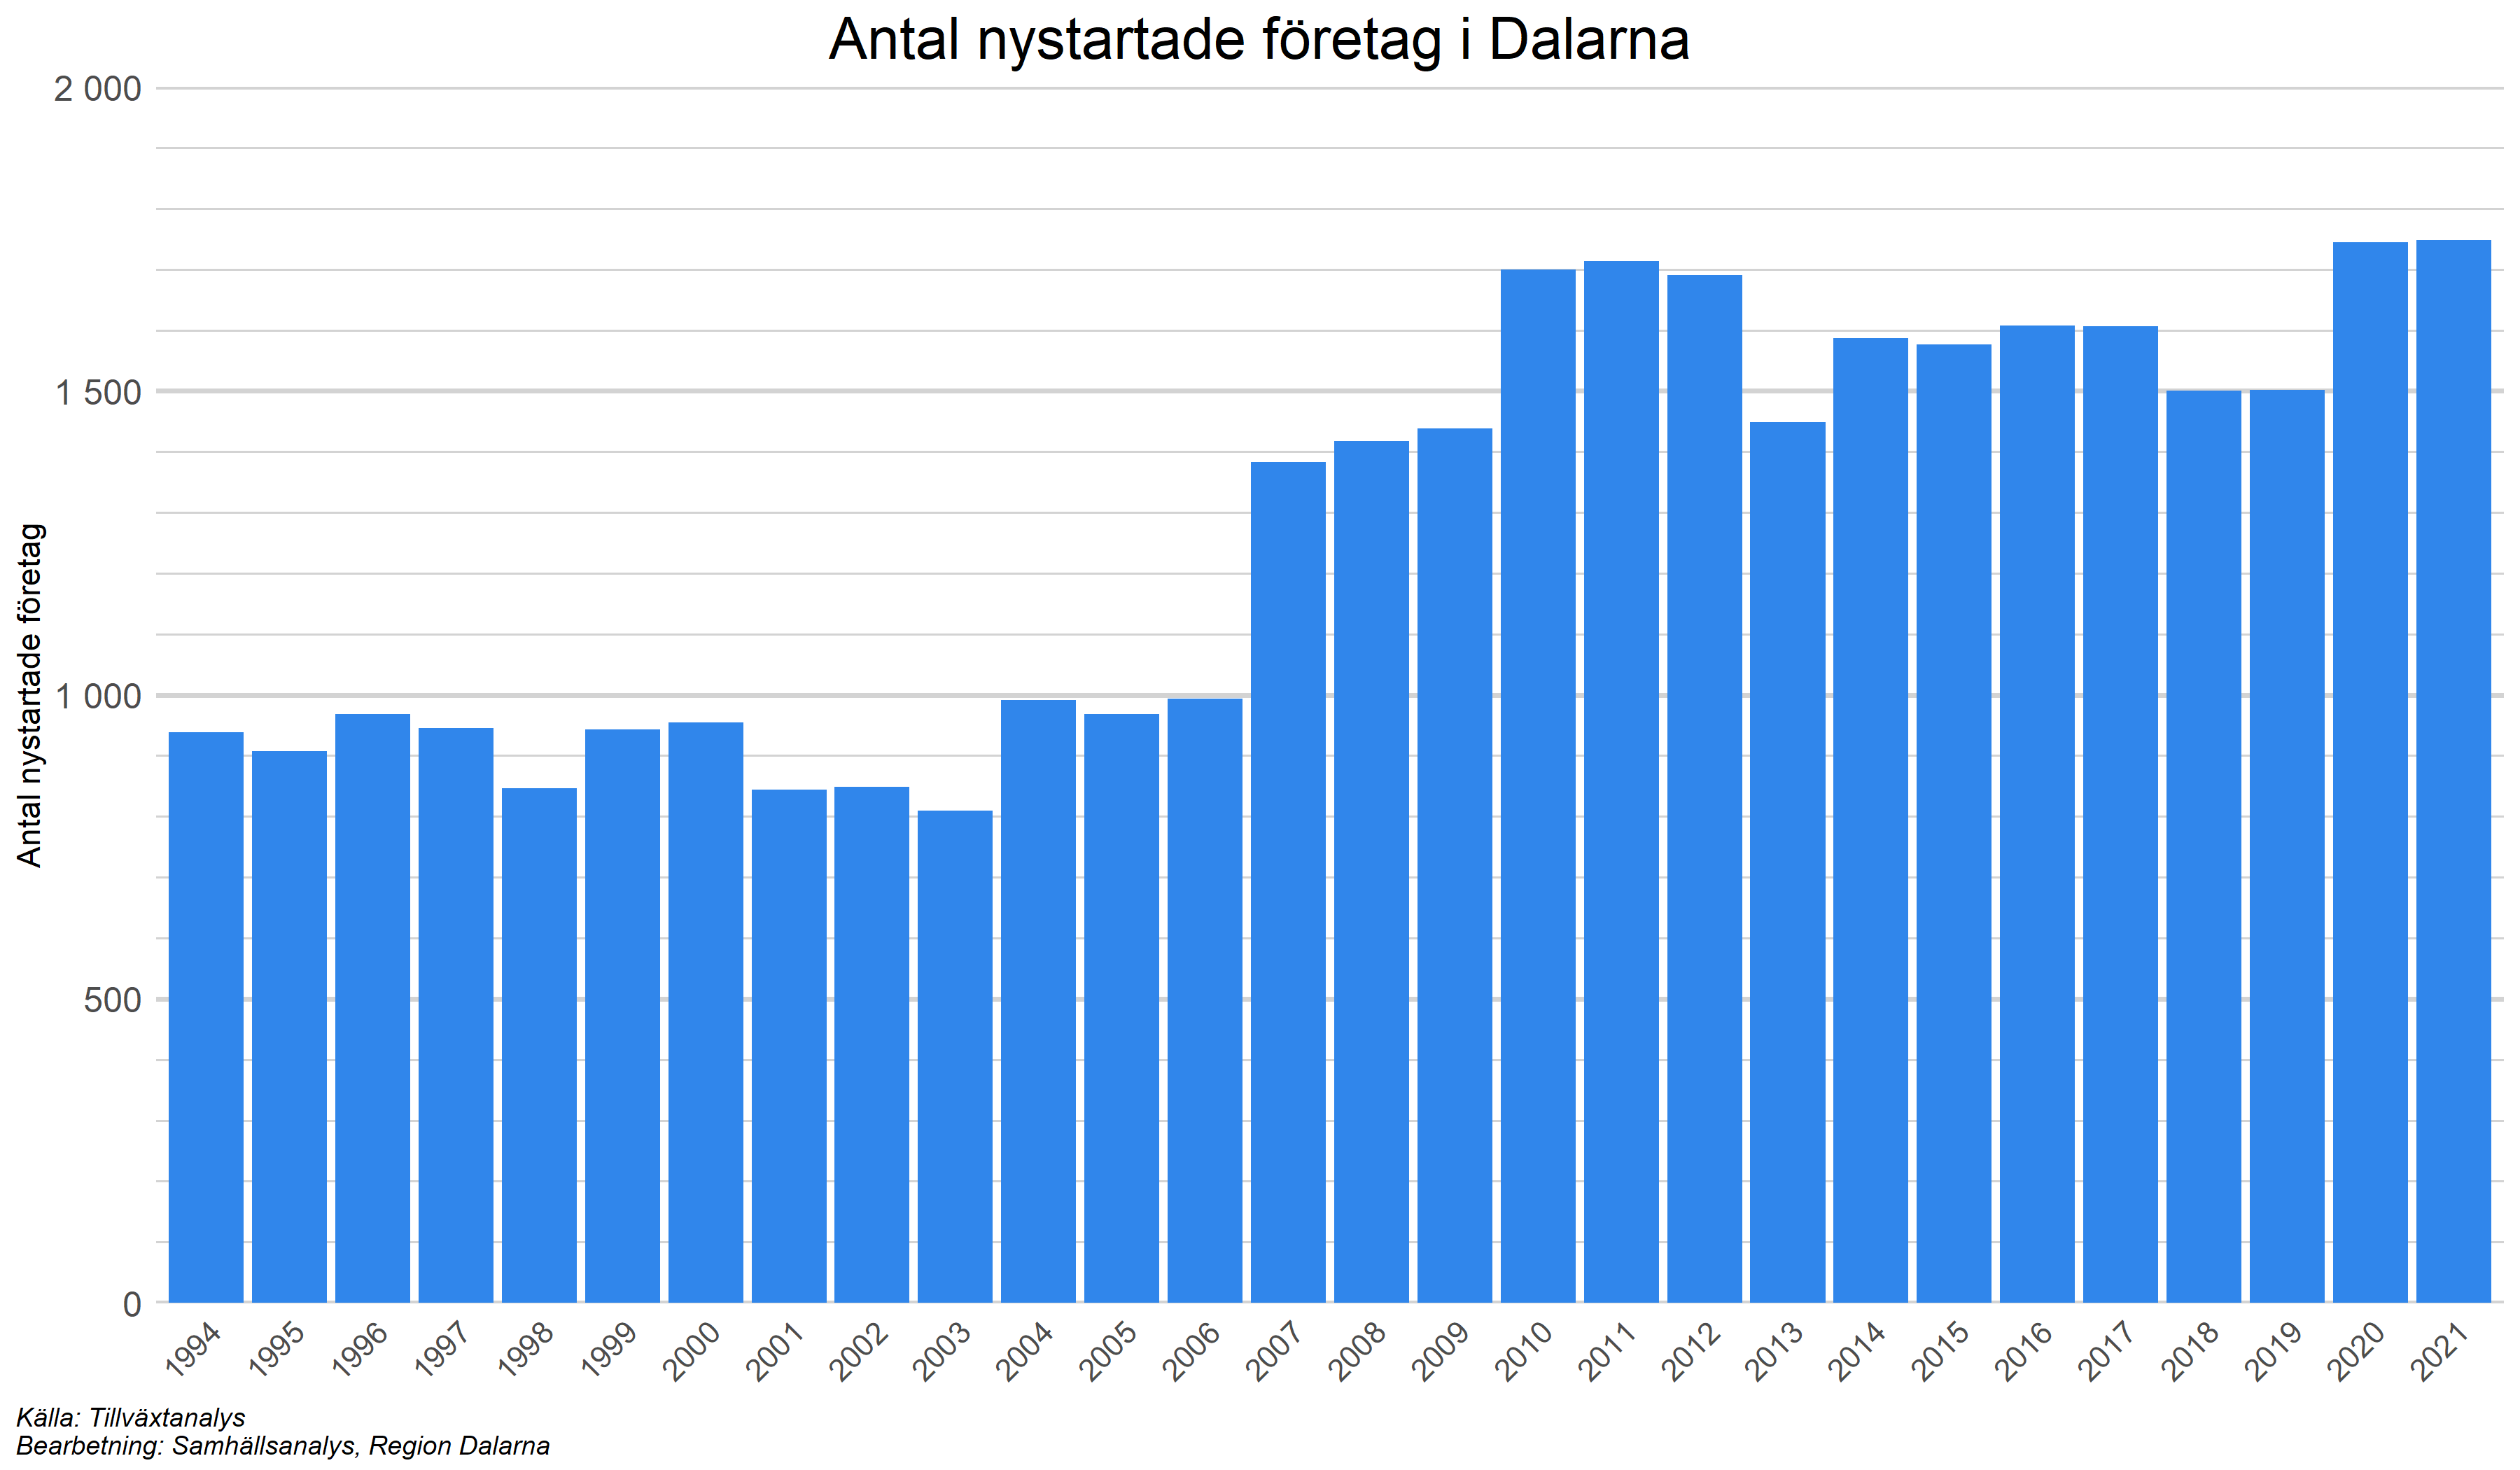 Antal nystartade företag i Dalarna
2 000
1 500
1 000
500
0
Antal nystartade företag
1994 1995 1996 1997 1998 1999 2000 2001 2002 2003 2004 2005 2006 2007 2008 2009 2010 2011 2012 2013 2014 2015 2016 2017 2018 2019 2020 2021
Källa: Tillväxtanalys
Bearbetning: Samhällsanalys, Region Dalarna